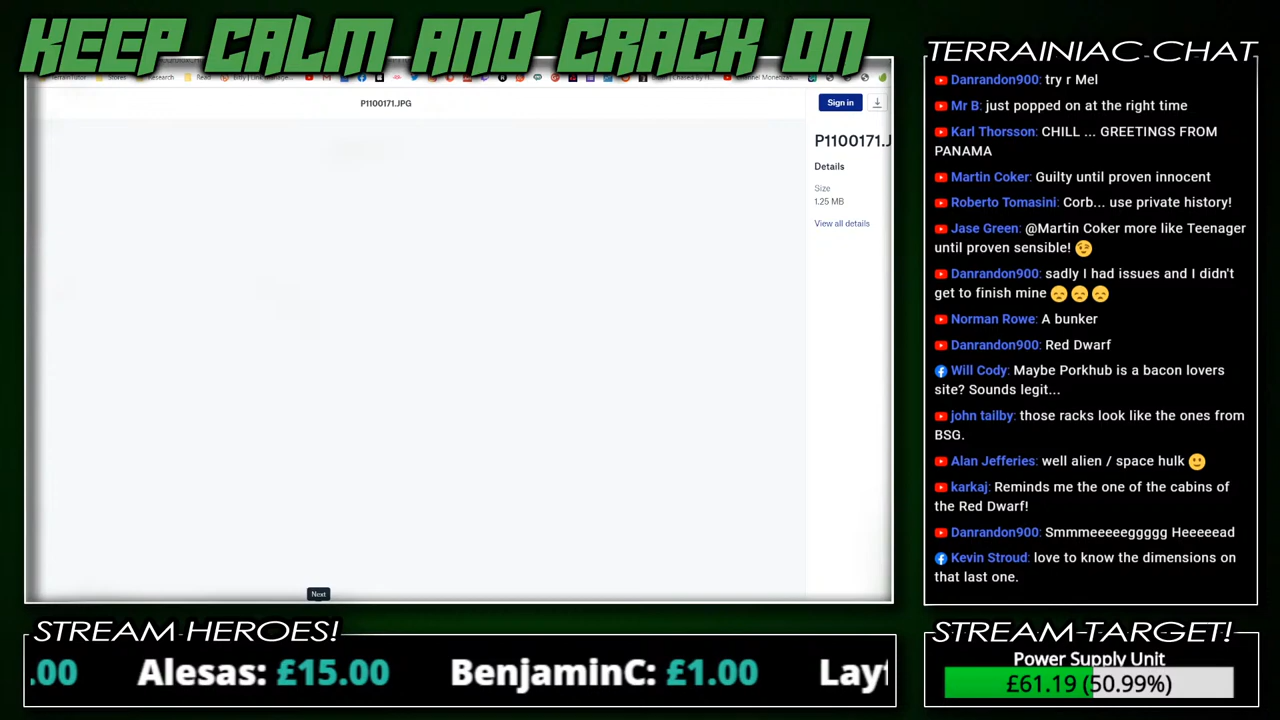 KEEP CALM AND CRACK ON
TerrainTutor Stores Research Read Bitly | Link Manage...
P1100171.JPG
Sign in
P1100171.J
Details
Size
1.25 MB
View all details
Next
TERRAINIAC CHAT
Danrandon900: try r Mel
Mr B: just popped on at the right time
Karl Thorsson: CHILL ... GREETINGS FROM
PANAMA
Martin Coker: Guilty until proven innocent
Roberto Tomasini: Corb... use private history!
Jase Green: @Martin Coker more like Teenager
until proven sensible! 😉
Danrandon900: sadly I had issues and I didn't
get to finish mine 😞 😞 😞
Norman Rowe: A bunker
Danrandon900: Red Dwarf
Will Cody: Maybe Porkhub is a bacon lovers
site? Sounds legit...
john tailby: those racks look like the ones from
BSG.
Alan Jefferies: well alien / space hulk 🙂
karkaj: Reminds me the one of the cabins of
the Red Dwarf!
Danrandon900: Smmmeeeeeggggg Heeeeead
Kevin Stroud: love to know the dimensions on
that last one.
STREAM HEROES!
.00 Alesas: £15.00 BenjaminC: £1.00
STREAM TARGET!
Power Supply Unit
£61.19 (50.99%)